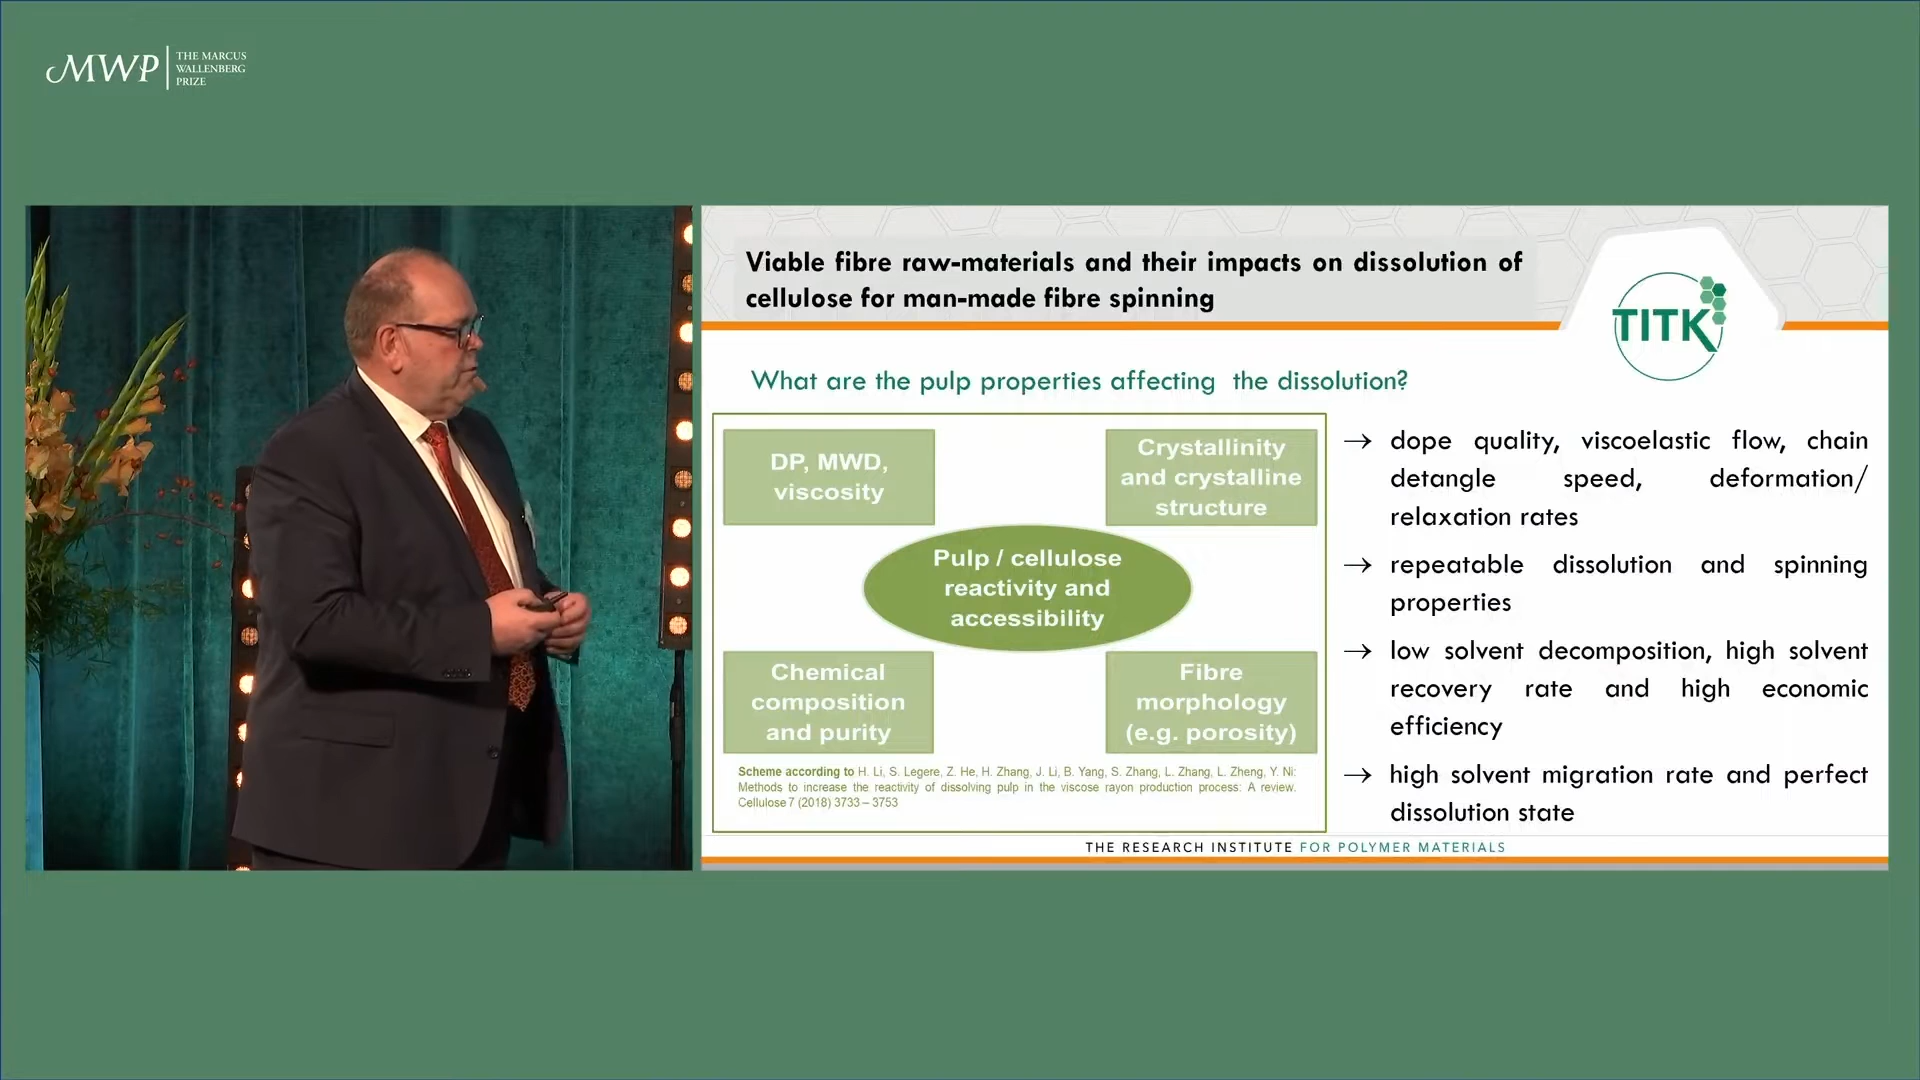 MWP
THE MARCUS
WALLENBERG
PRIZE
Viable fibre raw-materials and their impacts on dissolution of
cellulose for man-made fibre spinning
TITK
What are the pulp properties affecting the dissolution?
DP, MWD,
viscosity
Crystallinity
and crystalline
structure
Pulp / cellulose
reactivity and
accessibility
Chemical
composition
and purity
Fibre
morphology
(e.g. porosity)
Scheme according to H. Li, S. Legere, Z. He, H. Zhang, J. Li, B. Yang, S. Zhang, L. Zhang, L. Zheng, Y. Ni:
Methods to increase the reactivity of dissolving pulp in the viscose rayon production process: A review.
Cellulose 7 (2018) 3733 – 3753
→ dope quality, viscoelastic flow, chain
detangle speed, deformation/
relaxation rates
→ repeatable dissolution and spinning
properties
→ low solvent decomposition, high solvent
recovery rate and high economic
efficiency
→ high solvent migration rate and perfect
dissolution state
THE RESEARCH INSTITUTE FOR POLYMER MATERIALS